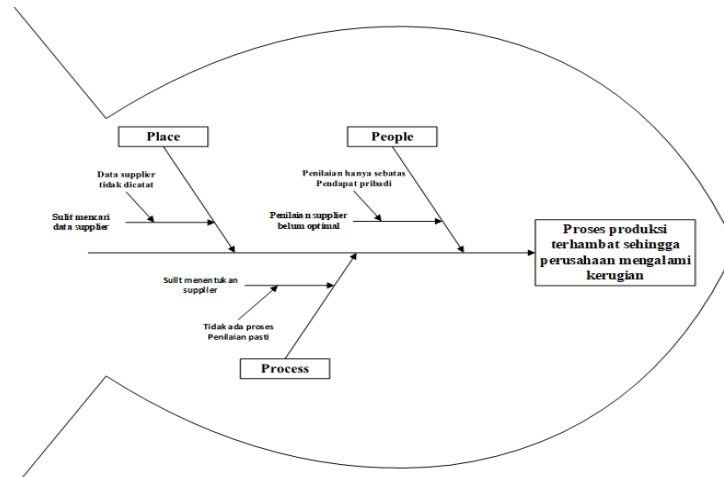 Place
People
Data supplier
tidak dicatat
Penilaian hanya sebatas
Pendapat pribadi
Sulit mencari
data supplier
Penilaian supplier
belum optimal
Proses produksi
terhambat sehingga
perusahaan mengalami
kerugian
Sulit menentukan
supplier
Tidak ada proses
Penilaian pasti
Process